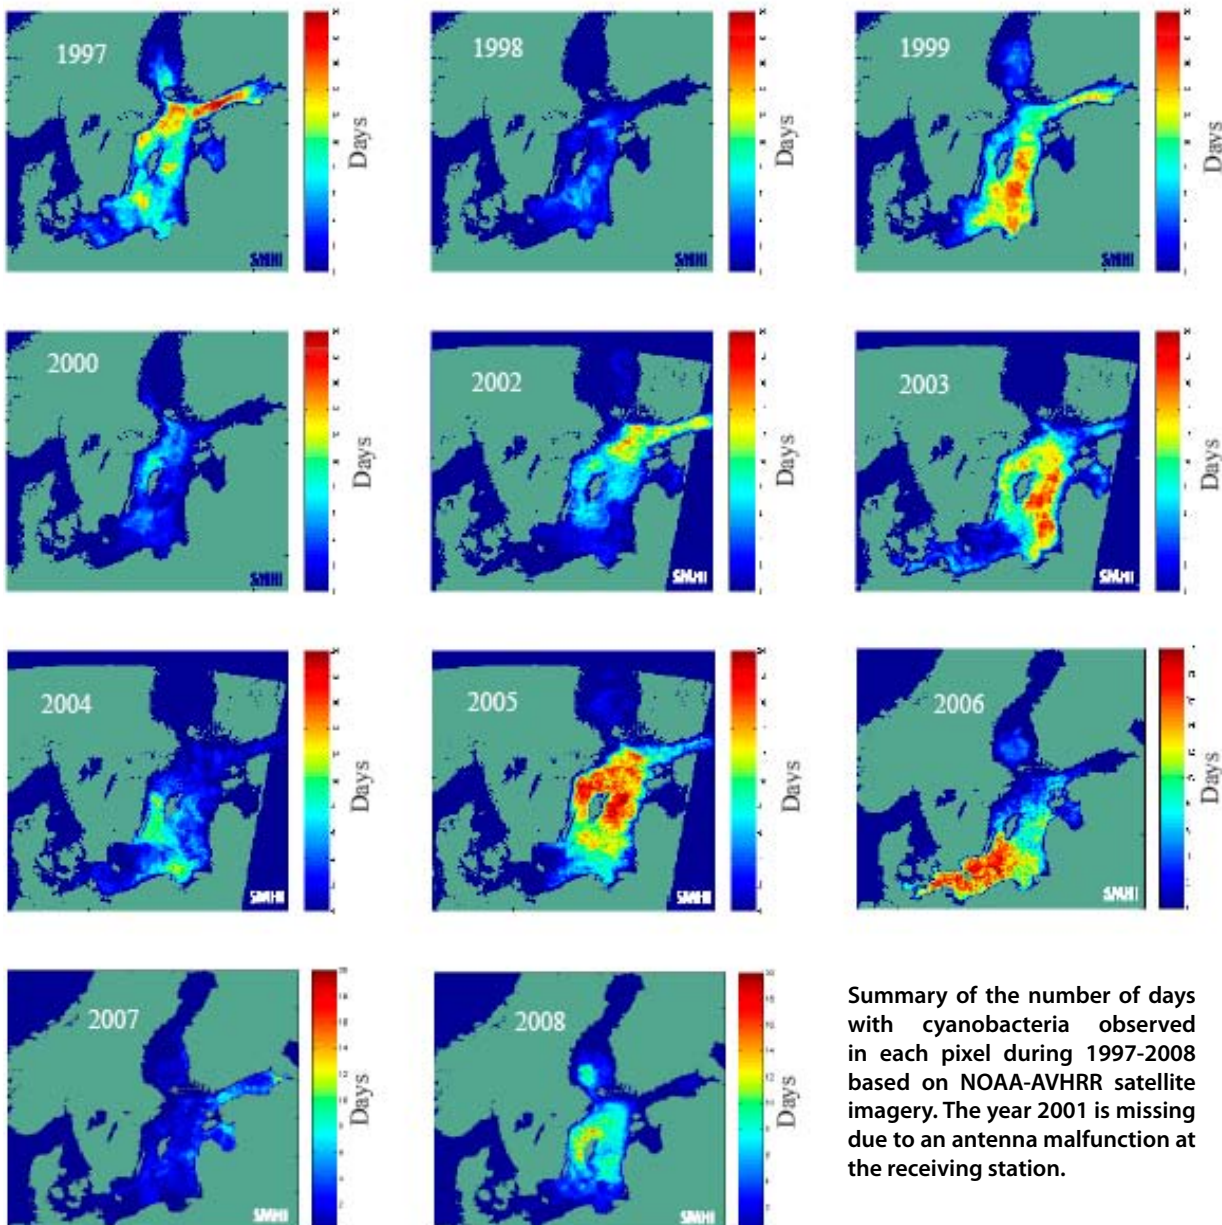 1997
Days
SMHI
1998
Days
SMHI
1999
Days
SMHI
2000
Days
SMHI
2002
Days
SMHI
2003
Days
SMHI
2004
Days
SMHI
2005
Days
SMHI
2006
Days
SMHI
2007
Days
SMHI
2008
Days
SMHI
Summary of the number of days
with cyanobacteria observed
in each pixel during 1997-2008
based on NOAA-AVHRR satellite
imagery. The year 2001 is missing
due to an antenna malfunction at
the receiving station.